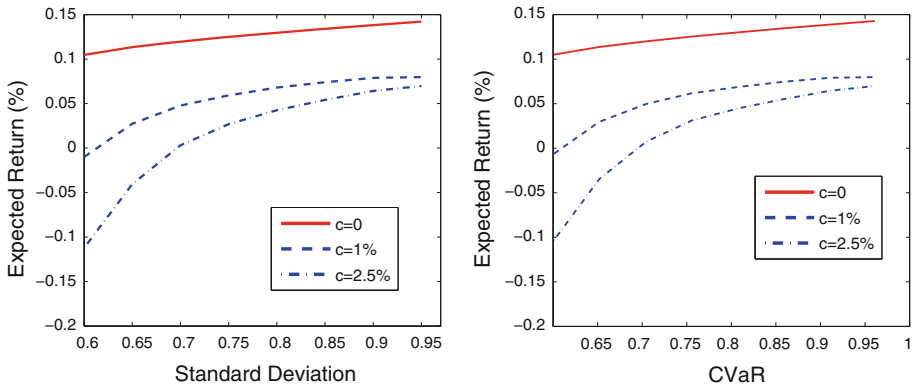 0.15
0.1
0.05
0
−0.05
−0.1
−0.15
−0.2
Expected Return (%)
c=0
c=1%
c=2.5%
0.6 0.65 0.7 0.75 0.8 0.85 0.9 0.95
Standard Deviation
0.15
0.1
0.05
0
−0.05
−0.1
−0.15
−0.2
Expected Return (%)
c=0
c=1%
c=2.5%
0.65 0.7 0.75 0.8 0.85 0.9 0.95 1
CVaR